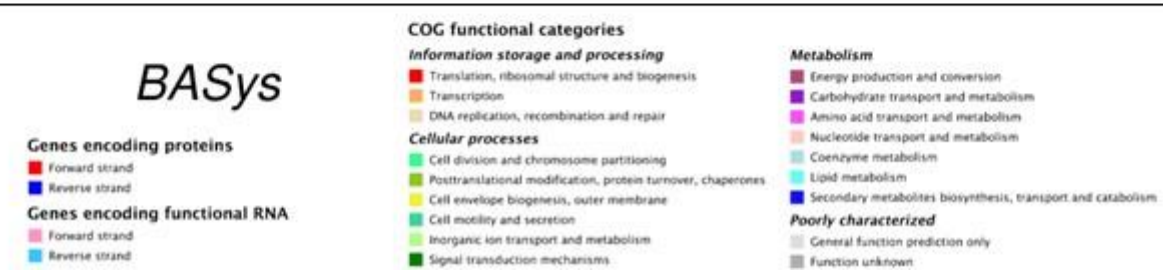 BASys
Genes encoding proteins
Forward strand
Reverse strand
Genes encoding functional RNA
Forward strand
Reverse strand
COG functional categories
Information storage and processing
Translation, ribosomal structure and biogenesis
Transcription
DNA replication, recombination and repair
Cellular processes
Cell division and chromosome partitioning
Posttranslational modification, protein turnover, chaperones
Cell envelope biogenesis, outer membrane
Cell motility and secretion
Inorganic ion transport and metabolism
Signal transduction mechanisms
Metabolism
Energy production and conversion
Carbohydrate transport and metabolism
Amino acid transport and metabolism
Nucleotide transport and metabolism
Coenzyme metabolism
Lipid metabolism
Secondary metabolites biosynthesis, transport and catabolism
Poorly characterized
General function prediction only
Function unknown